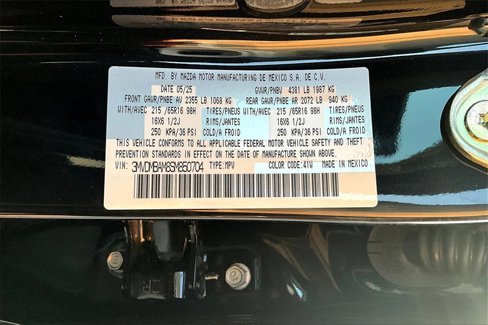 MFD. BY MAZDA MOTOR MANUFACTURING DE MEXICO S.A. DE C.V.
DATE 05/25 GVWR/PNBV 4381 LB 1987 KG
FRONT GAWR/PNBE AV 2355 LB 1068 KG REAR GAWR/PNBE AR 2072 LB 940 KG
WITH/AVEC 215/65R16 98H TIRES/PNEUS WITH/AVEC 215/65R16 98H TIRES/PNEUS
16X6 1/2J RIMS/JANTES 16X6 1/2J RIMS/JANTES
250 KPA/36 PSI COLD/A FROID 250 KPA/36 PSI COLD/A FROID
THIS VEHICLE CONFORMS TO ALL APPLICABLE FEDERAL MOTOR VEHICLE SAFETY AND THEFT
PREVENTION STANDARDS IN EFFECT ON THE DATE OF MANUFACTURE SHOWN ABOVE.
VIN: 3MVDMBAM8SM850704 TYPE:MPV COLOR CODE:41W MADE IN MEXICO